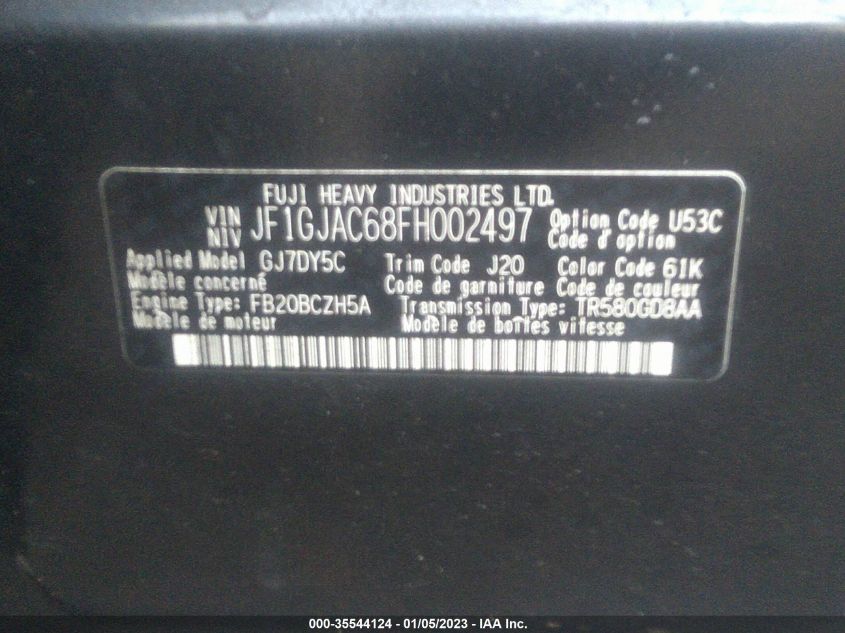 FUJI HEAVY INDUSTRIES LTD.
VIN NIV JF1GJAC68FH002497 Option Code Code d'option U53C
Applied Model GJ7DY5C Trim Code J20 Color Code 61K
Modèle concerné Code de garniture Code de couleur
Engine Type: FB20BCZH5A Transmission Type: TR580GD8AA
Modèle de moteur Modèle de boîtes vitesse
000-35544124 - 01/05/2023 - IAA Inc.